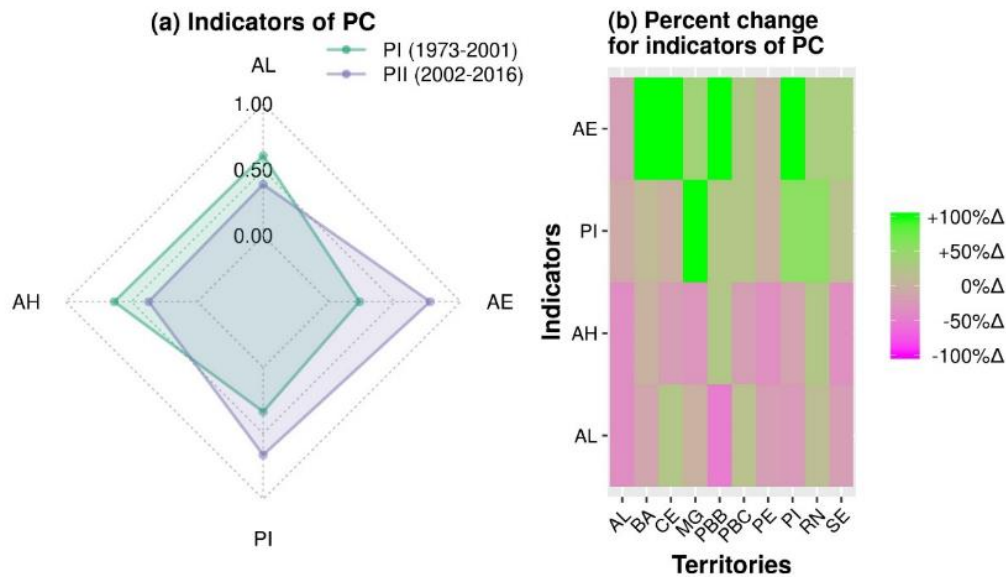 (a) Indicators of PC
PI (1973-2001)
PII (2002-2016)
AL
1.00
0.50
0.00
AH
AE
PI
(b) Percent change
for indicators of PC
Indicators
AE
PI
AH
AL
AL
BA
CE
MG
PBB
PBC
PE
PI
RN
SE
Territories
+100%Δ
+50%Δ
0%Δ
-50%Δ
-100%Δ